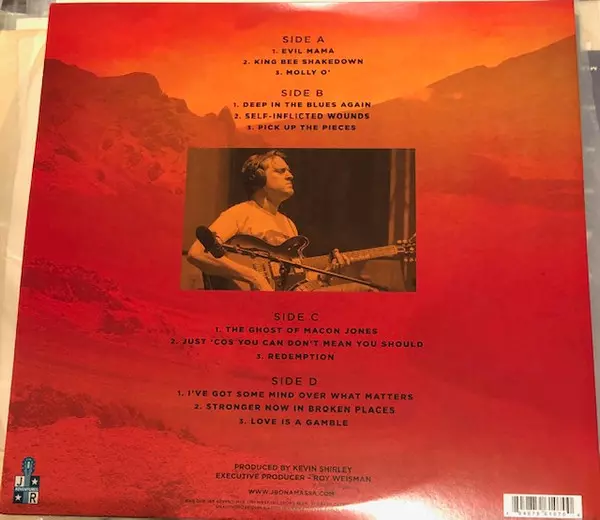 SIDE A
1. EVIL MAMA
2. KING BEE SHAKEDOWN
3. MOLLY O'
SIDE B
1. DEEP IN THE BLUES AGAIN
2. SELF-INFLICTED WOUNDS
3. PICK UP THE PIECES
SIDE C
1. THE GHOST OF MACON JONES
2. JUST 'COS YOU CAN DON'T MEAN YOU SHOULD
3. REDEMPTION
SIDE D
1. I'VE GOT SOME MIND OVER WHAT MATTERS
2. STRONGER NOW IN BROKEN PLACES
3. LOVE IS A GAMBLE
PRODUCED BY KEVIN SHIRLEY
EXECUTIVE PRODUCER - ROY WEISMAN
WWW.JBONAMASSA.COM
J
ADVENTURES
R